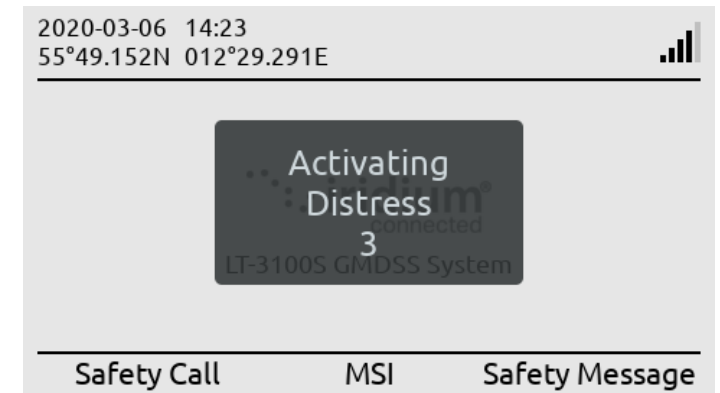 2020-03-06 14:23
55°49.152N 012°29.291E
Activating
Distress
3
iridium®
connected
LT-3100S GMDSS System
Safety Call MSI Safety Message